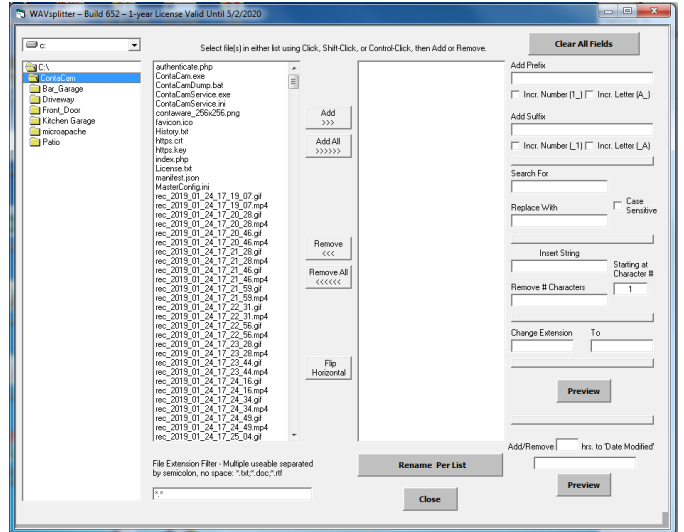 WAVsplitter – Build 652 – 1-year License Valid Until 5/2/2020
c:
Select file(s) in either list using Click, Shift-Click, or Control-Click, then Add or Remove.
Clear All Fields
C:\
ContaCam
Bar_Garage
Driveway
Front_Door
Kitchen Garage
microapache
Patio
authenticate.php
ContaCam.exe
ContaCamDump.bat
ContaCamService.exe
ContaCamService.ini
contaware_256x256.png
favicon.ico
History.txt
https.crt
https.key
index.php
License.txt
manifest.json
MasterConfig.ini
rec_2019_01_24_17_19_07.gif
rec_2019_01_24_17_19_07.mp4
rec_2019_01_24_17_20_28.gif
rec_2019_01_24_17_20_28.mp4
rec_2019_01_24_17_20_46.gif
rec_2019_01_24_17_20_46.mp4
rec_2019_01_24_17_21_28.gif
rec_2019_01_24_17_21_28.mp4
rec_2019_01_24_17_21_46.gif
rec_2019_01_24_17_21_46.mp4
rec_2019_01_24_17_21_59.gif
rec_2019_01_24_17_21_59.mp4
rec_2019_01_24_17_22_31.gif
rec_2019_01_24_17_22_31.mp4
rec_2019_01_24_17_22_56.gif
rec_2019_01_24_17_22_56.mp4
rec_2019_01_24_17_23_28.gif
rec_2019_01_24_17_23_28.mp4
rec_2019_01_24_17_23_44.gif
rec_2019_01_24_17_23_44.mp4
rec_2019_01_24_17_24_16.gif
rec_2019_01_24_17_24_16.mp4
rec_2019_01_24_17_24_34.gif
rec_2019_01_24_17_24_34.mp4
rec_2019_01_24_17_24_49.gif
rec_2019_01_24_17_24_49.mp4
rec_2019_01_24_17_25_04.gif
Add
>>>
Add All
>>>>>>
Remove
<<<
Remove All
<<<<<<
Flip
Horizontal
Add Prefix
Incr. Number (1_) Incr. Letter (A_)
Add Suffix
Incr. Number (_1) Incr. Letter (_A)
Search For
Replace With
Case
Sensitive
Insert String
Starting at
Character #
Remove # Characters
1
Change Extension To
Preview
Add/Remove hrs. to 'Date Modified'
Preview
File Extension Filter - Multiple useable separated
by semicolon, no space: *.txt;*.doc;*.rtf
*.*
Rename Per List
Close